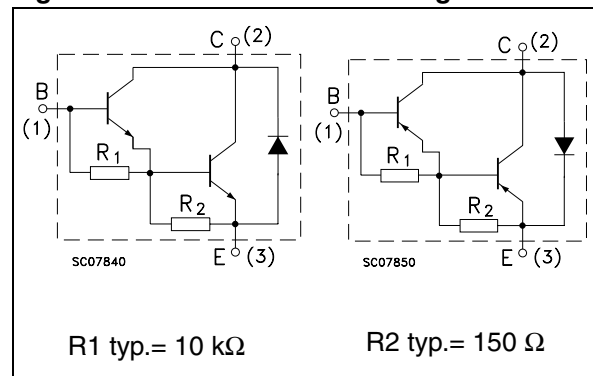 C (2)
B
(1)
R1
R2
E (3)
SC07840
C (2)
B
(1)
R1
R2
E (3)
SC07850
R1 typ.= 10 kΩ
R2 typ.= 150 Ω